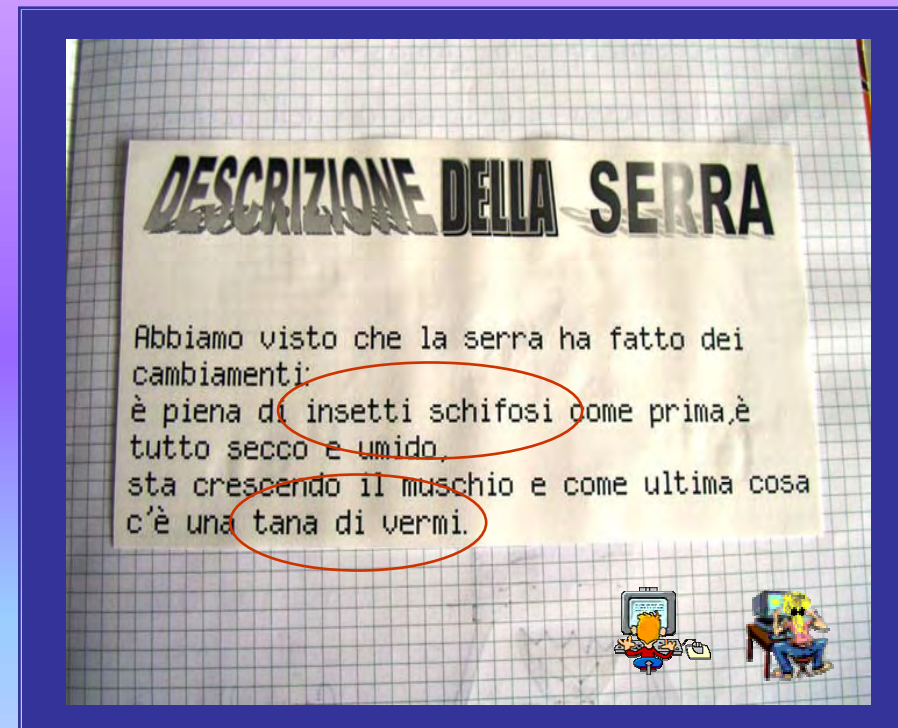 DESCRIZIONE DELLA SERRA
Abbiamo visto che la serra ha fatto dei
cambiamenti:
è piena di insetti schifosi come prima,è
tutto secco e umido,
sta crescendo il muschio e come ultima cosa
c'è una tana di vermi.